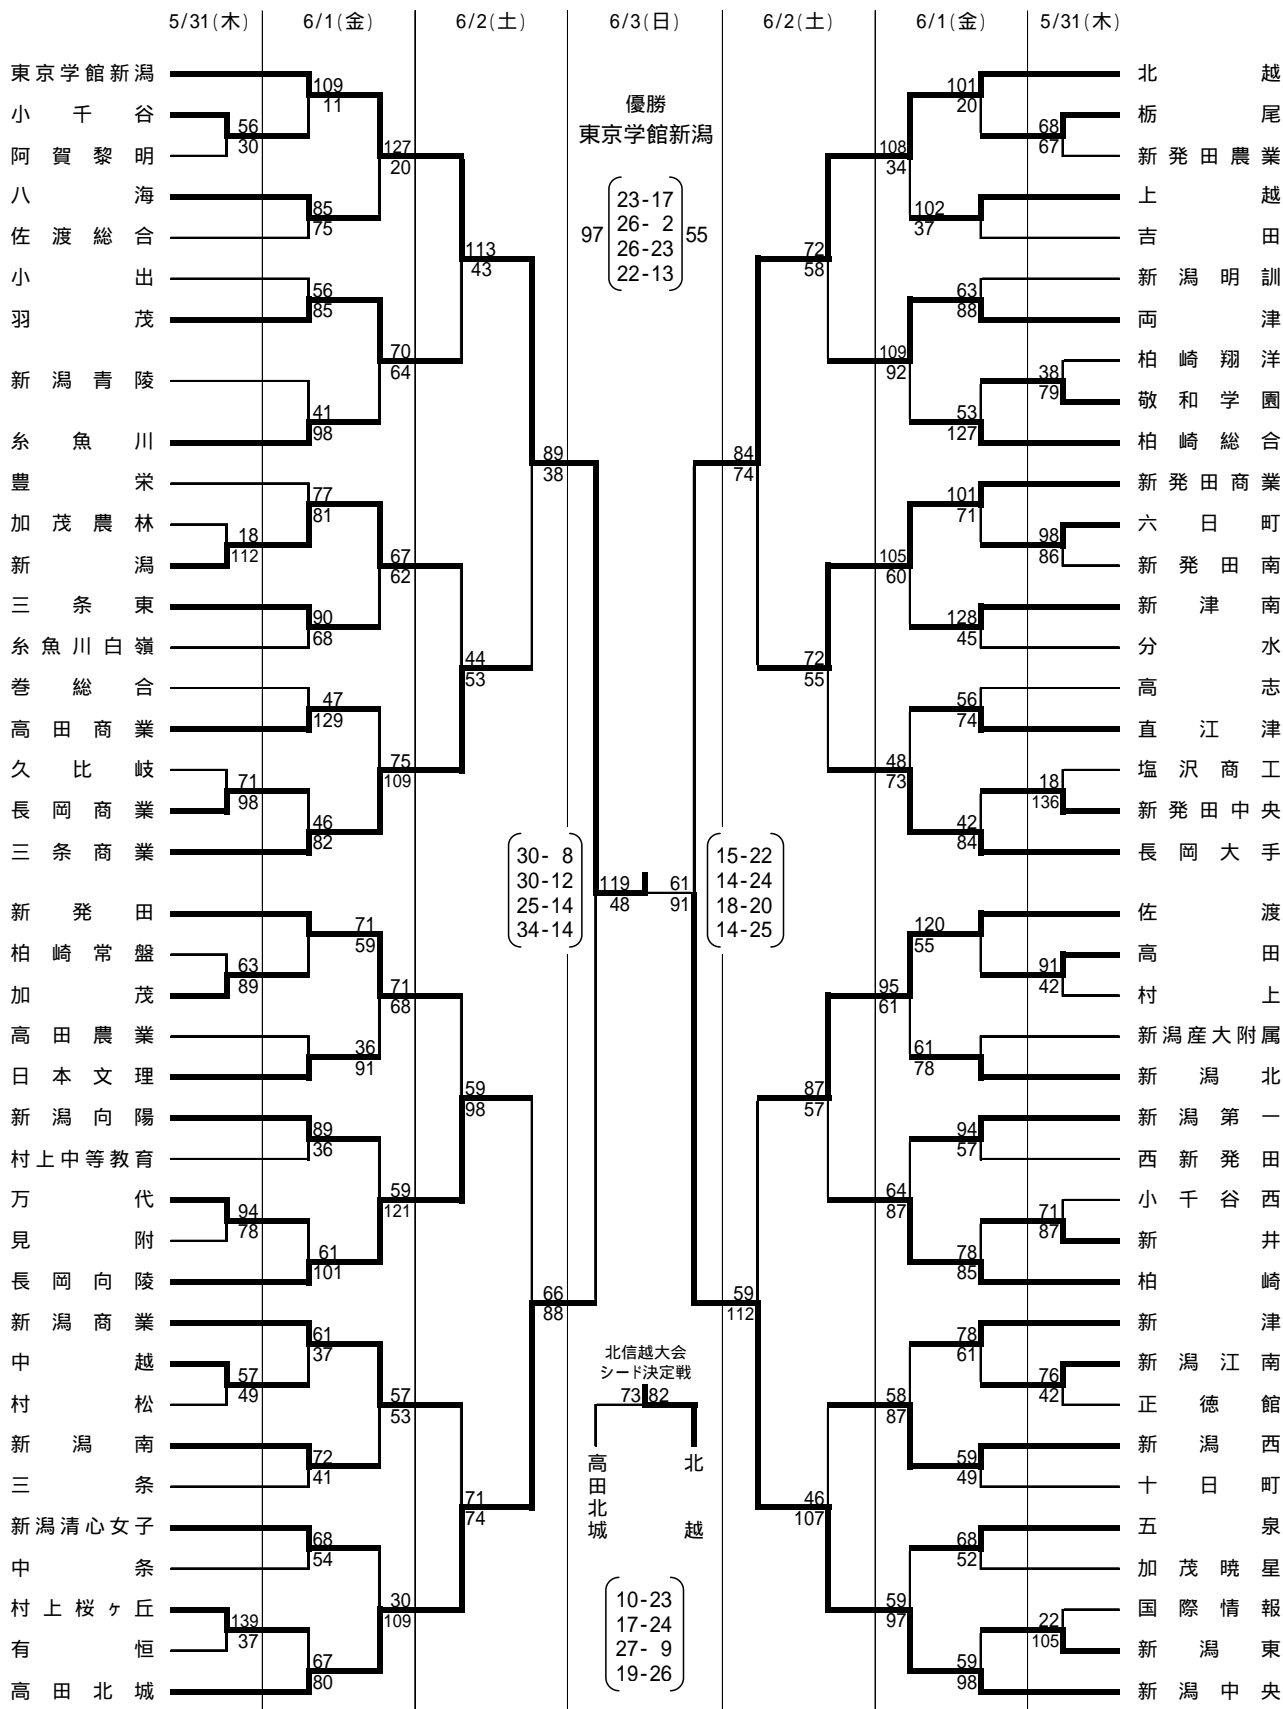 5/31(木) 6/1(金) 6/2(土) 6/3(日) 6/2(土) 6/1(金) 5/31(木)
東京学館新潟
小千谷
阿賀黎明
八海
佐渡総合
小出
羽茂
新潟青陵
糸魚川
豊栄
加茂農林
新潟
三条東
糸魚川白嶺
巻総合
高田商業
久比岐
長岡商業
三条商業
新発田
柏崎常盤
加茂
高田農業
日本文理
新潟向陽
村上中等教育
万代
見附
長岡向陵
新潟商業
中越
村松
新潟南
三条
新潟清心女子
中条
村上桜ヶ丘
有恒
高田北城
56
30
18
112
71
98
63
89
94
78
57
49
139
37
109
11
85
75
56
85
41
98
77
81
90
68
47
129
46
82
71
59
36
91
89
36
61
101
61
37
72
41
68
54
67
80
127
20
70
64
67
62
75
109
71
68
59
121
57
53
30
109
113
43
44
53
59
98
71
74
89
38
66
88
優勝
東京学館新潟
97
23-17
26- 2
26-23
22-13
55
30- 8
30-12
25-14
34-14
119
48
61
91
15-22
14-24
18-20
14-25
北信越大会
シード決定戦
73 82
高田北城
北越
10-23
17-24
27- 9
19-26
84
74
59
112
72
58
72
55
87
57
46
107
108
34
109
92
105
60
48
73
95
61
64
87
58
87
59
97
101
20
102
37
63
88
53
127
101
71
128
45
56
74
42
84
120
55
61
78
94
57
78
85
78
61
59
49
68
52
59
98
68
67
38
79
98
86
18
136
91
42
71
87
76
42
22
105
北越
栃尾
新発田農業
上越
吉田
新潟明訓
両津
柏崎翔洋
敬和学園
柏崎総合
新発田商業
六日町
新発田南
新津南
分水
高志
直江津
塩沢商工
新発田中央
長岡大手
佐渡
高田
村上
新潟産大附属
新潟北
新潟第一
西新発田
小千谷西
新井
柏崎
新津
新潟江南
正徳館
新潟西
十日町
五泉
加茂暁星
国際情報
新潟東
新潟中央